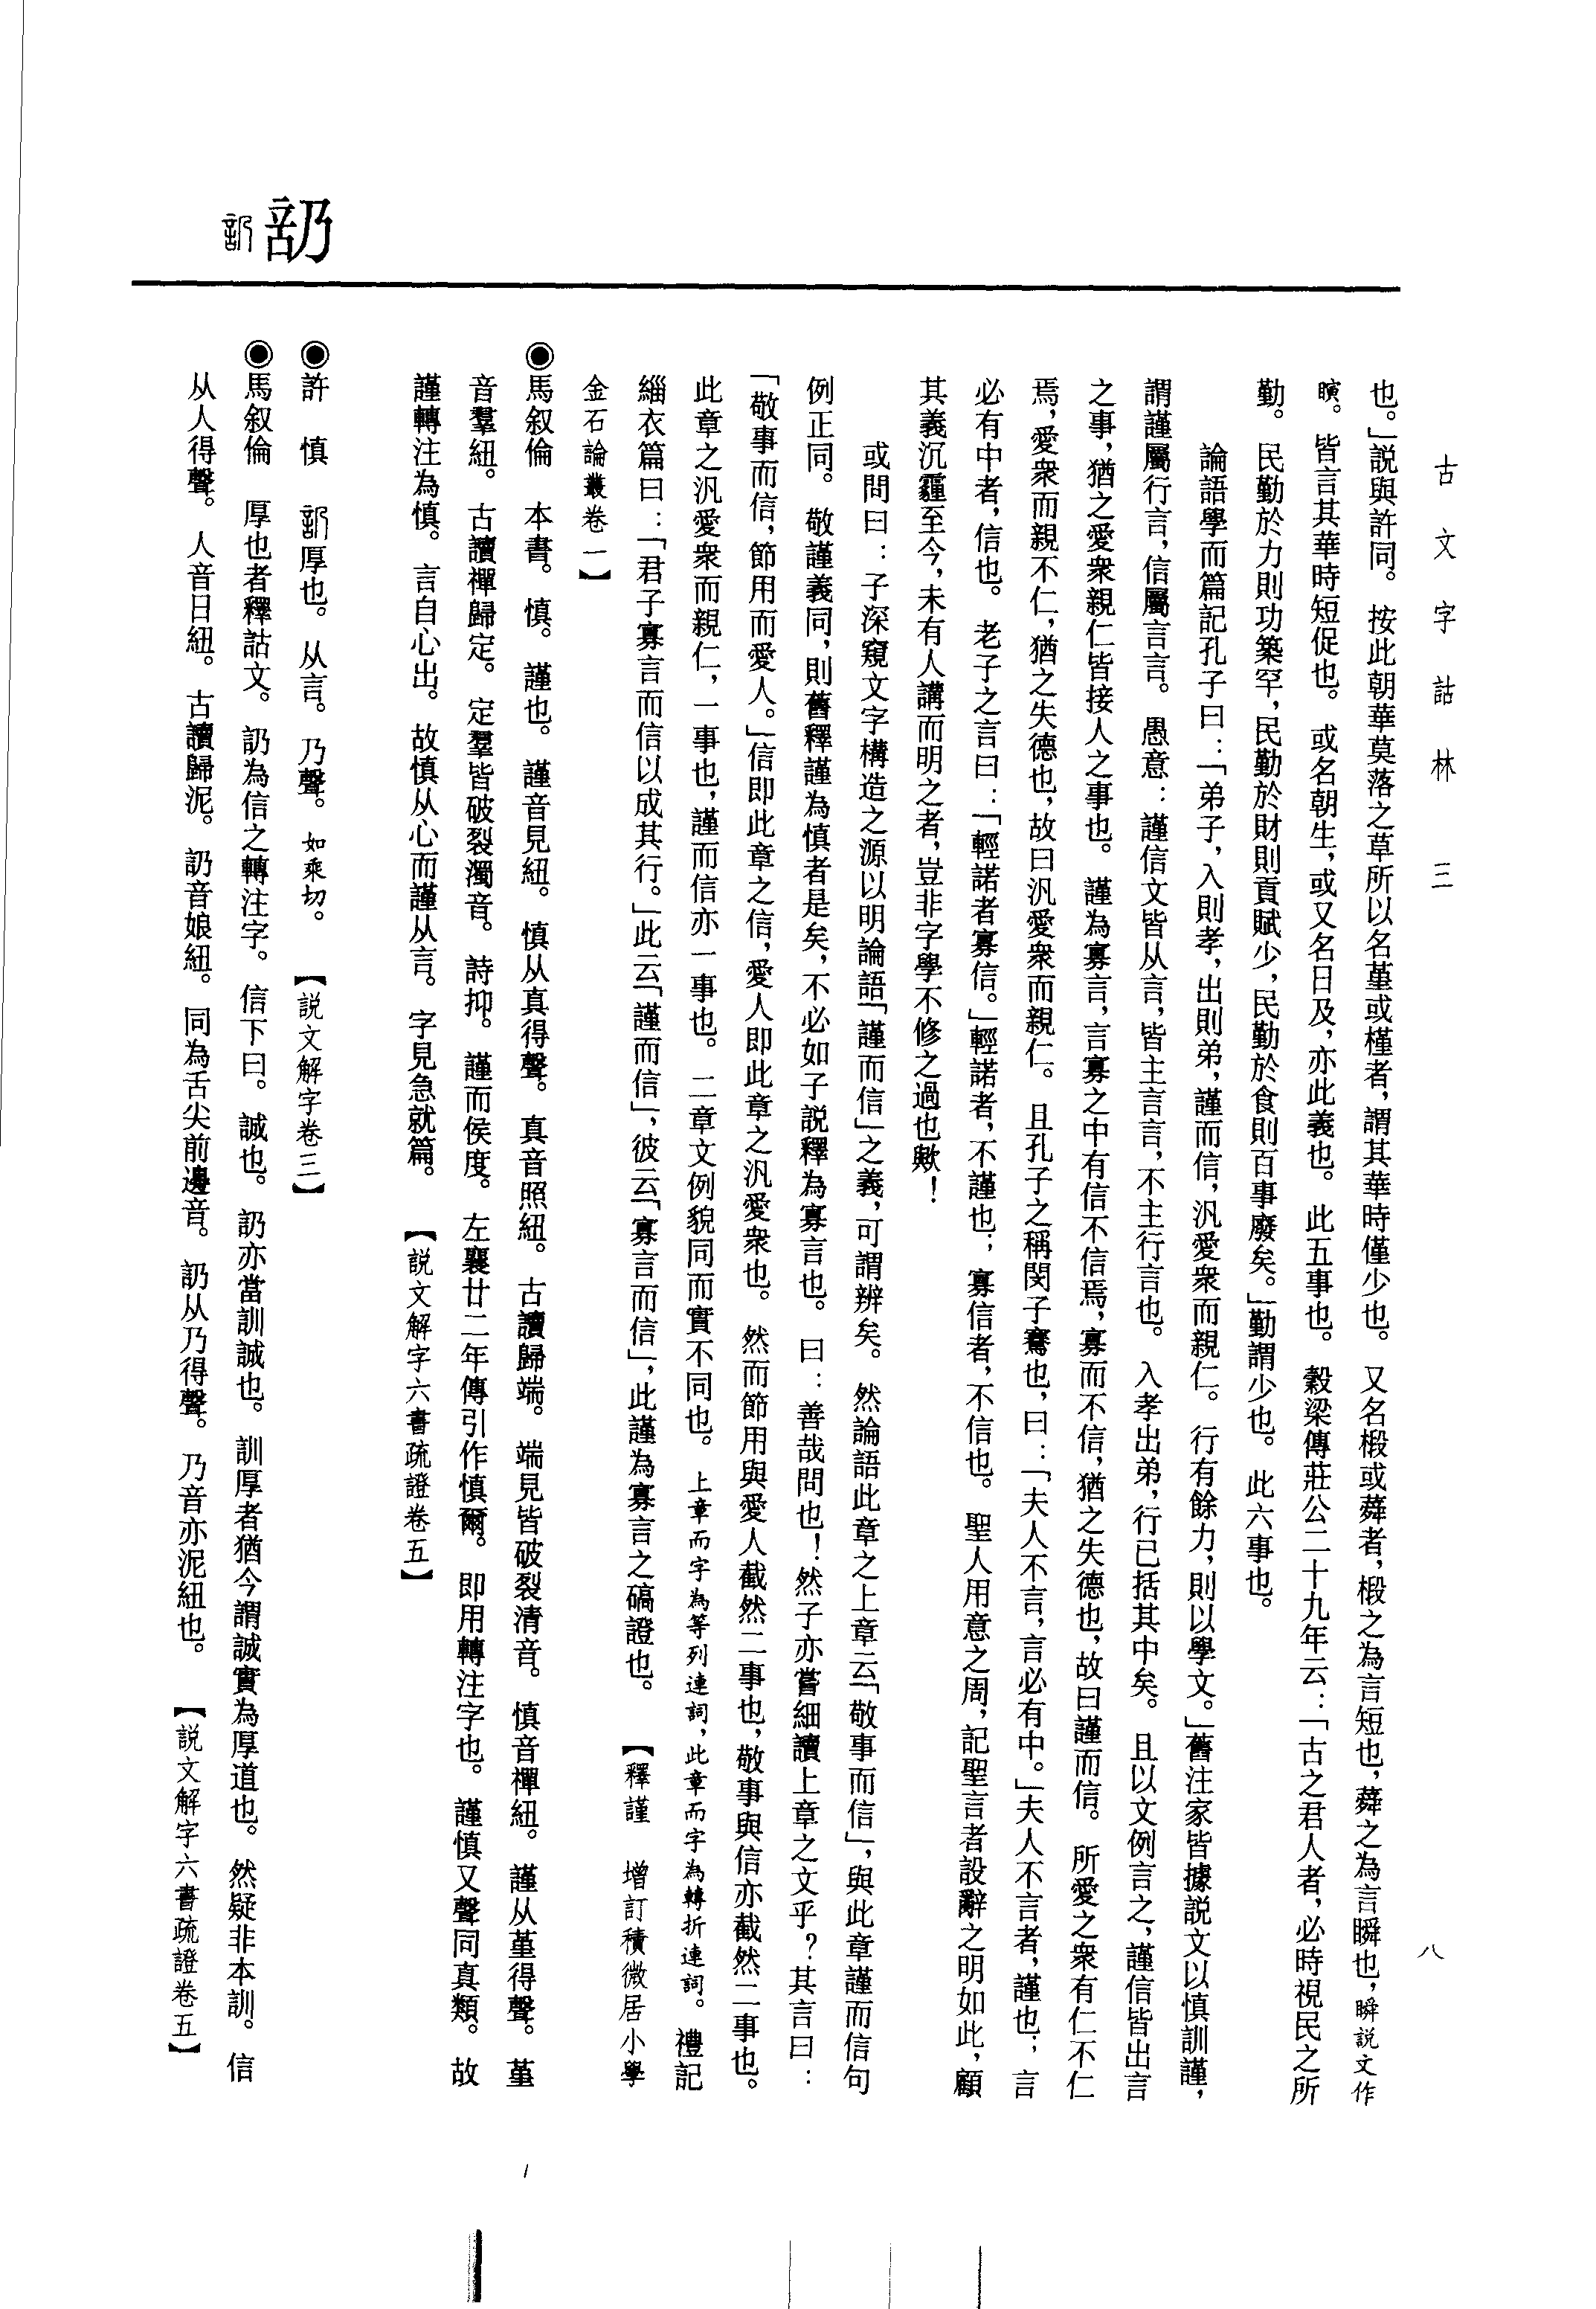 古文字詁林　三
八
也。」説與許同。按此朝華莫落之草所以名堇或槿者，謂其華時僅少也。又名椴或蕣者，椴之為言短也，蕣之為言瞬也，瞬説文作
瞚。皆言其華時短促也。或名朝生，或又名日及，亦此義也。此五事也。穀梁傳莊公二十九年云：「古之君人者，必時視民之所
勤。民勤於力則功築罕，民勤於財則貢賦少，民勤於食則百事廢矣。」勤謂少也。此六事也。
論語學而篇記孔子曰：「弟子，入則孝，出則弟，謹而信，汎愛衆而親仁。行有餘力，則以學文。」舊注家皆據説文以慎訓謹，
謂謹屬行言，信屬言言。愚意：謹信文皆从言，皆主言言，不主行言也。入孝出弟，行已括其中矣。且以文例言之，謹信皆出言
之事，猶之愛衆親仁皆接人之事也。謹為寡言，言寡之中有信不信焉，寡而不信，猶之失德也，故曰謹而信。所愛之衆有仁不仁
焉，愛衆而親不仁，猶之失德也，故曰汎愛衆而親仁。且孔子之稱閔子騫也，曰：「夫人不言，言必有中。」夫人不言者，謹也；言
必有中者，信也。老子之言曰：「輕諾者寡信。」輕諾者，不謹也；寡信者，不信也。聖人用意之周，記聖言者設辭之明如此，顧
其義沉霾至今，未有人講而明之者，豈非字學不修之過也歟！
或問曰：子深窺文字構造之源以明論語「謹而信」之義，可謂辨矣。然論語此章之上章云「敬事而信」，與此章謹而信句
例正同。敬謹義同，則舊釋謹為慎者是矣，不必如子説釋為寡言也。曰：善哉問也！然子亦嘗細讀上章之文乎？其言曰：
「敬事而信，節用而愛人。」信即此章之信，愛人即此章之汎愛衆也。然而節用與愛人截然二事也，敬事與信亦截然二事也。
此章之汎愛衆而親仁，一事也，謹而信亦一事也。二章文例貌同而實不同也。上章而字為等列連詞，此章而字為轉折連詞。禮記
緇衣篇曰：「君子寡言而信以成其行。」此云「謹而信」，彼云「寡言而信」，此謹為寡言之碻證也。　【釋謹　增訂積微居小學
金石論叢卷一】
◉馬叙倫　本書。慎。謹也。謹音見紐。慎从真得聲。真音照紐。古讀歸端。端見皆破裂清音。慎音禪紐。謹从堇得聲。堇
音羣紐。古讀禪歸定。定羣皆破裂濁音。詩抑。謹而侯度。左襄廿二年傳引作慎爾。即用轉注字也。謹慎又聲同真類。故
謹轉注為慎。言自心出。故慎从心而謹从言。字見急就篇。　【説文解字六書疏證卷五】
訒
◉許　慎　訒厚也。从言。乃聲。如乘切。　【説文解字卷三】
◉馬叙倫　厚也者釋詁文。訒為信之轉注字。信下曰。誠也。訒亦當訓誠也。訓厚者猶今謂誠實為厚道也。然疑非本訓。信
从人得聲。人音日紐。古讀歸泥。訒音娘紐。同為舌尖前邊音。訒从乃得聲。乃音亦泥紐也。　【説文解字六書疏證卷五】